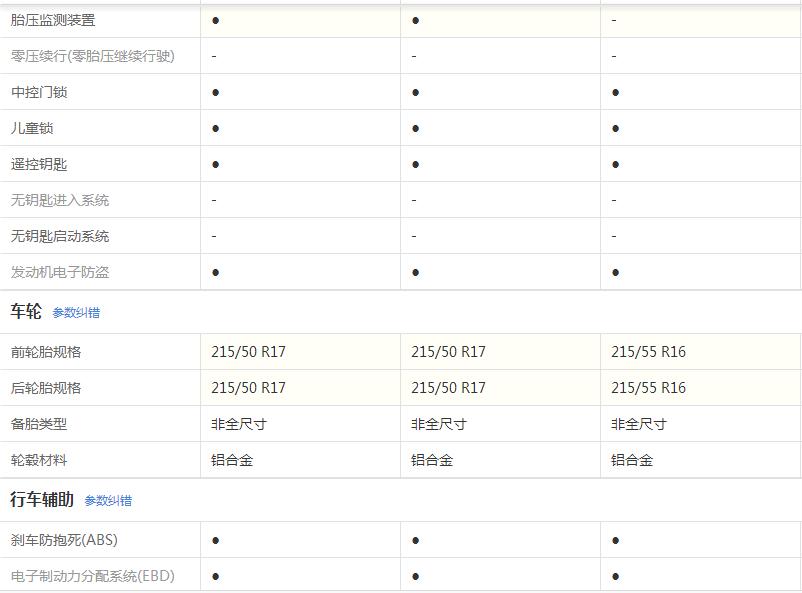 胎压监测装置 ● ● -
零压续行(零胎压继续行驶) - - -
中控门锁 ● ● ●
儿童锁 ● ● ●
遥控钥匙 ● ● ●
无钥匙进入系统 - - -
无钥匙启动系统 - - -
发动机电子防盗 ● ● ●
车轮 参数纠错
前轮胎规格 215/50 R17 215/50 R17 215/55 R16
后轮胎规格 215/50 R17 215/50 R17 215/55 R16
备胎类型 非全尺寸 非全尺寸 非全尺寸
轮毂材料 铝合金 铝合金 铝合金
行车辅助 参数纠错
刹车防抱死(ABS) ● ● ●
电子制动力分配系统(EBD) ● ● ●